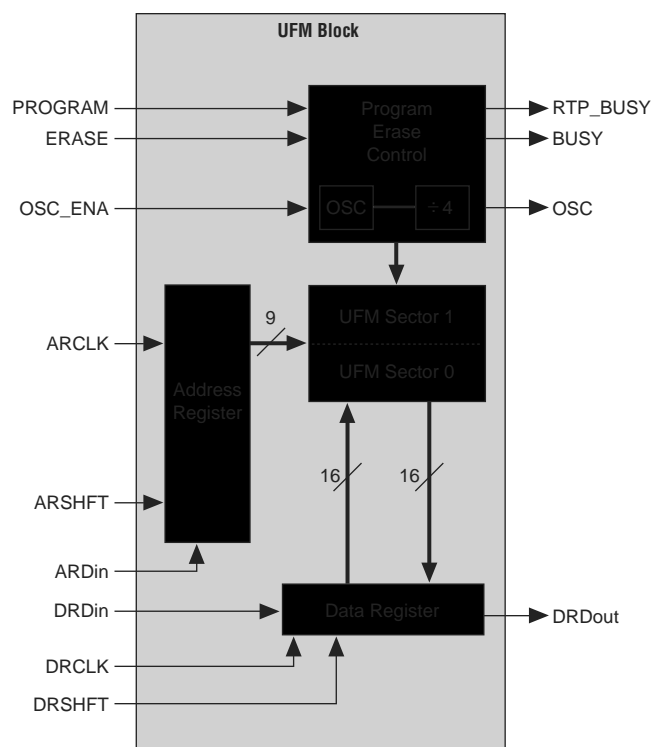 UFM Block
PROGRAM
ERASE
OSC_ENA
Program
Erase
Control
OSC
÷4
RTP_BUSY
BUSY
OSC
UFM Sector 1
UFM Sector 0
9
ARCLK
Address
Register
ARSHFT
16
16
ARDin
DRDin
Data Register
DRDout
DRCLK
DRSHFT